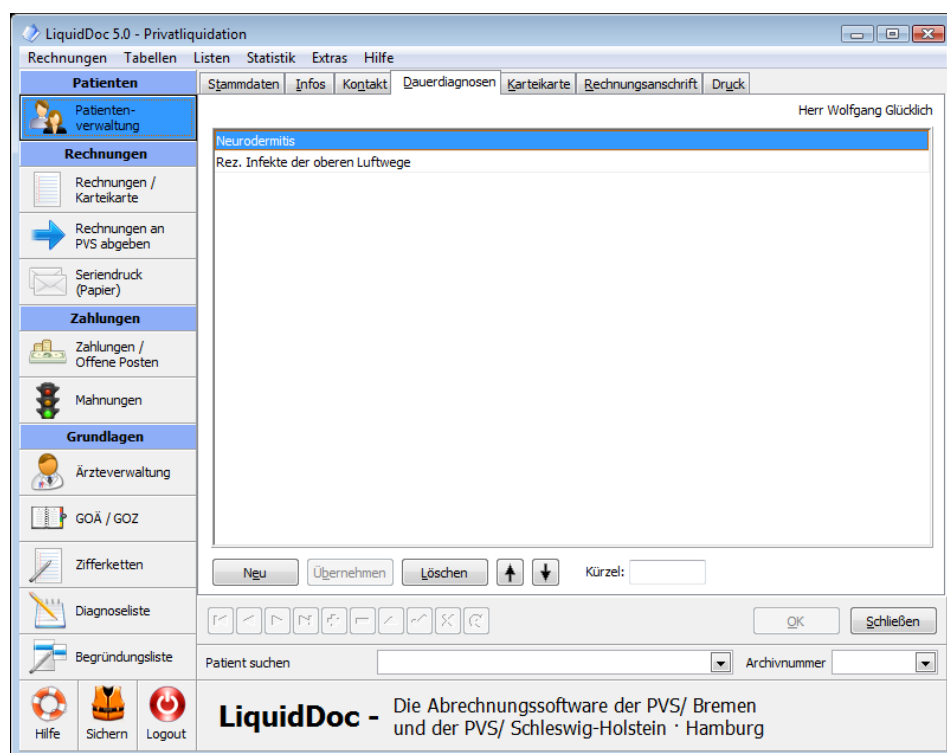 LiquidDoc 5.0 - Privatliquidation
Rechnungen Tabellen Listen Statistik Extras Hilfe
Patienten
Patienten-
verwaltung
Rechnungen
Rechnungen /
Karteikarte
Rechnungen an
PVS abgeben
Seriendruck
(Papier)
Zahlungen
Zahlungen /
Offene Posten
Mahnungen
Grundlagen
Ärzteverwaltung
GOÄ / GOZ
Zifferketten
Diagnoseliste
Begründungsliste
Hilfe Sichern Logout
Stammdaten Infos Kontakt Dauerdiagnosen Karteikarte Rechnungsanschrift Druck
Herr Wolfgang Glücklich
Neurodermitis
Rez. Infekte der oberen Luftwege
Neu Übernehmen Löschen Kürzel:
OK Schließen
Patient suchen Archivnummer
LiquidDoc - Die Abrechnungssoftware der PVS/ Bremen
und der PVS/ Schleswig-Holstein · Hamburg